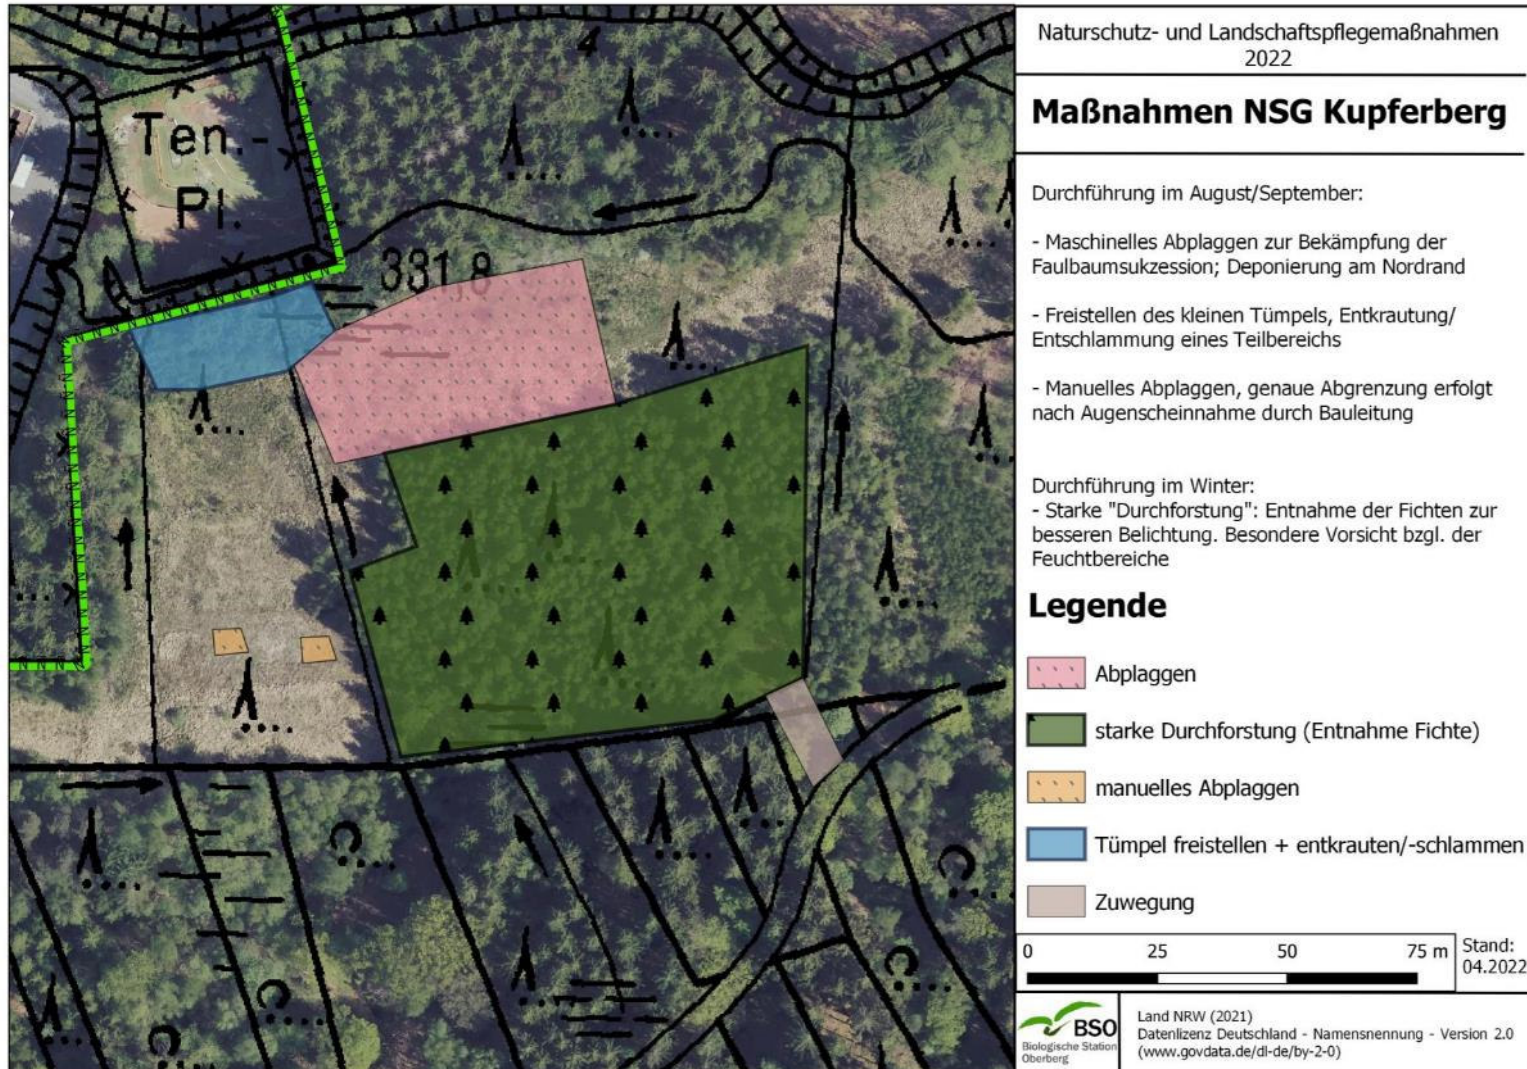 Ten.-
Pl.
331,8
4
Naturschutz- und Landschaftspflegemaßnahmen
2022
Maßnahmen NSG Kupferberg
Durchführung im August/September:
- Maschinelles Abplaggen zur Bekämpfung der
Faulbaumsukzession; Deponierung am Nordrand
- Freistellen des kleinen Tümpels, Entkrautung/
Entschlammung eines Teilbereichs
- Manuelles Abplaggen, genaue Abgrenzung erfolgt
nach Augenscheinnahme durch Bauleitung
Durchführung im Winter:
- Starke "Durchforstung": Entnahme der Fichten zur
besseren Belichtung. Besondere Vorsicht bzgl. der
Feuchtbereiche
Legende
Abplaggen
starke Durchforstung (Entnahme Fichte)
manuelles Abplaggen
Tümpel freistellen + entkrauten/-schlammen
Zuwegung
0 25 50 75 m
Stand:
04.2022
BSO
Biologische Station
Oberberg
Land NRW (2021)
Datenlizenz Deutschland - Namensnennung - Version 2.0
(www.govdata.de/dl-de/by-2-0)